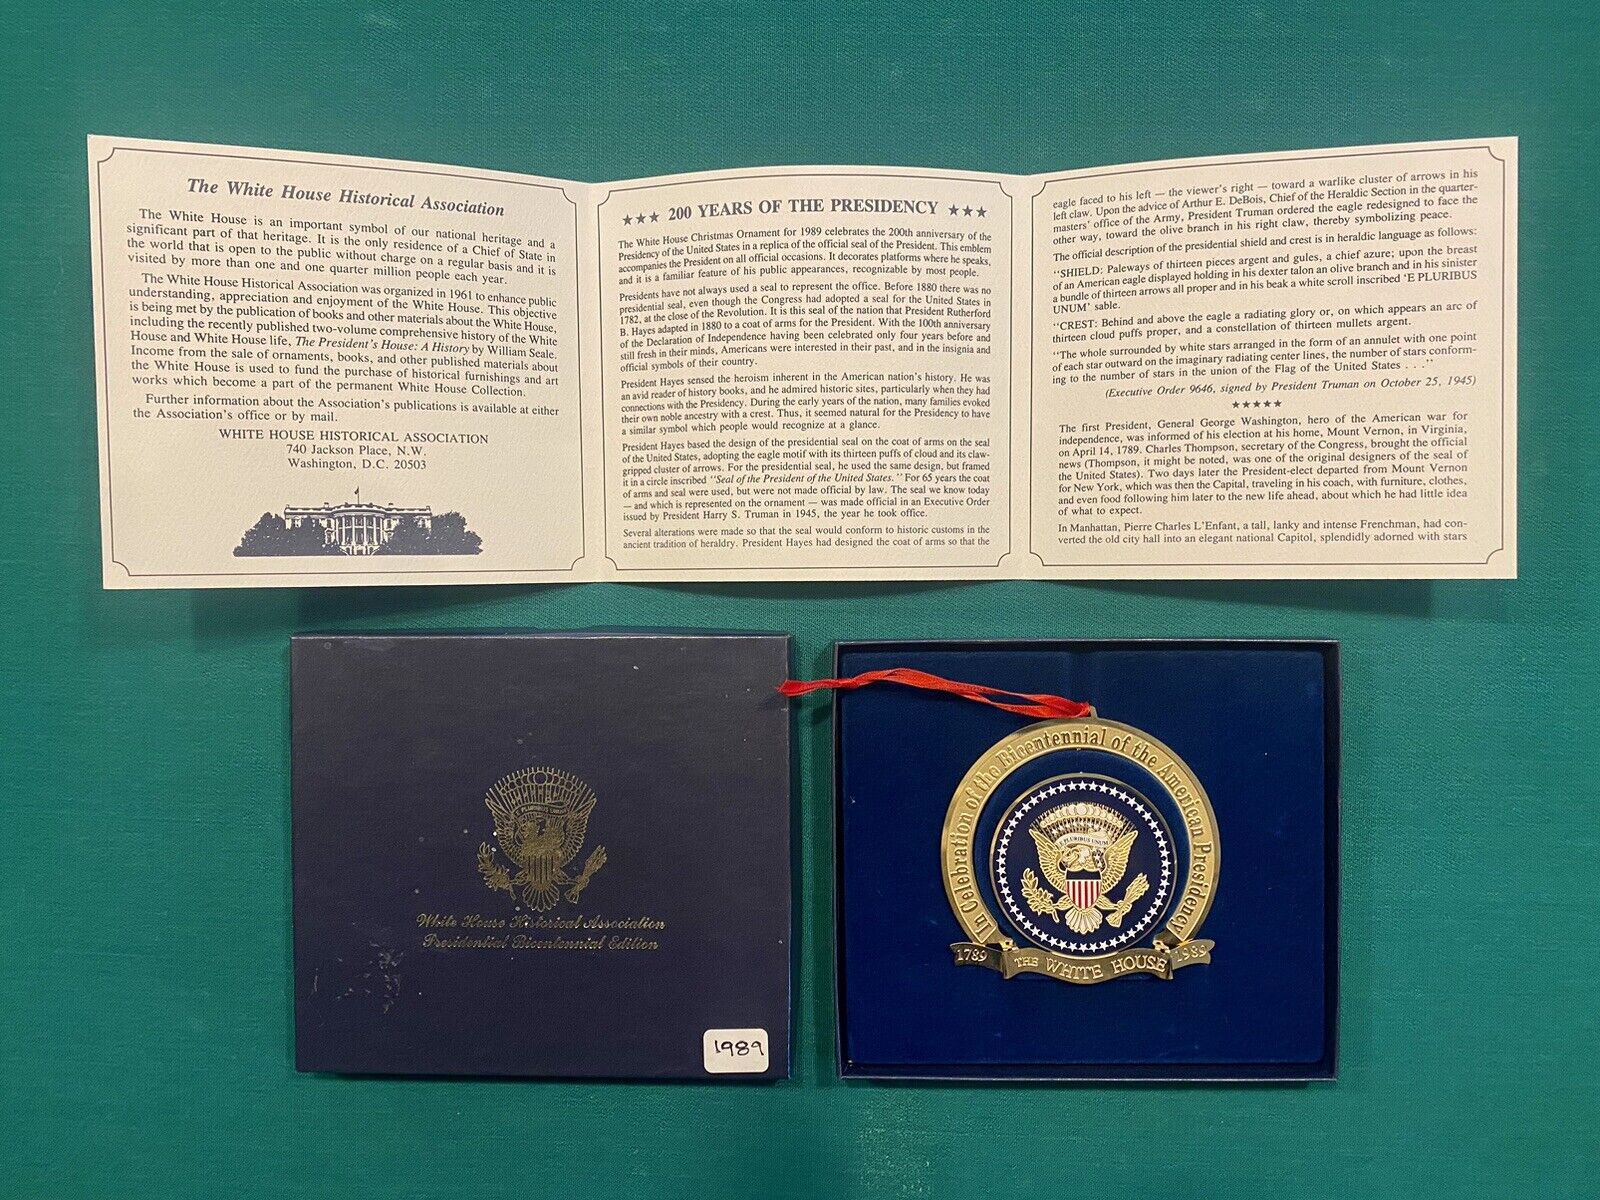 The White House Historical Association
The White House is an important symbol of our national heritage and a
significant part of that heritage. It is the only residence of a Chief of State in
the world that is open to the public without charge on a regular basis and it is
visited by more than one and one quarter million people each year.
The White House Historical Association was organized in 1961 to enhance public
understanding, appreciation and enjoyment of the White House. This objective
is being met by the publication of books and other materials about the White House,
including the recently published two-volume comprehensive history of the White
House and White House life, The President's House: A History by William Seale.
Income from the sale of ornaments, books, and other published materials about
the White House is used to fund the purchase of historical furnishings and art
works which become a part of the permanent White House Collection.
Further information about the Association's publications is available at either
the Association's office or by mail.
WHITE HOUSE HISTORICAL ASSOCIATION
740 Jackson Place, N.W.
Washington, D.C. 20503
★★★ 200 YEARS OF THE PRESIDENCY ★★★
The White House Christmas Ornament for 1989 celebrates the 200th anniversary of the
Presidency of the United States in a replica of the official seal of the President. This emblem
accompanies the President on all official occasions. It decorates platforms where he speaks,
and it is a familiar feature of his public appearances, recognizable by most people.
Presidents have not always used a seal to represent the office. Before 1880 there was no
presidential seal, even though the Congress had adopted a seal for the United States in
1782, at the close of the Revolution. It is this seal of the nation that President Rutherford
B. Hayes adapted in 1880 to a coat of arms for the President. With the 100th anniversary
of the Declaration of Independence having been celebrated only four years before and
still fresh in their minds, Americans were interested in their past, and in the insignia and
official symbols of their country.
President Hayes sensed the heroism inherent in the American nation's history. He was
an avid reader of history books, and he admired historic sites, particularly when they had
connections with the Presidency. During the early years of the nation, many families evoked
their own noble ancestry with a crest. Thus, it seemed natural for the Presidency to have
a similar symbol which people would recognize at a glance.
President Hayes based the design of the presidential seal on the coat of arms on the seal
of the United States, adopting the eagle motif with its thirteen puffs of cloud and its claw-
gripped cluster of arrows. For the presidential seal, he used the same design, but framed
it in a circle inscribed "Seal of the President of the United States." For 65 years the coat
of arms and seal were used, but were not made official by law. The seal we know today
— and which is represented on the ornament — was made official in an Executive Order
issued by President Harry S. Truman in 1945, the year he took office.
Several alterations were made so that the seal would conform to historic customs in the
ancient tradition of heraldry. President Hayes had designed the coat of arms so that the
eagle faced to his left — the viewer's right — toward a warlike cluster of arrows in his
left claw. Upon the advice of Arthur E. DeBois, Chief of the Heraldic Section in the quarter-
masters' office of the Army, President Truman ordered the eagle redesigned to face the
other way, toward the olive branch in his right claw, thereby symbolizing peace.
The official description of the presidential shield and crest is in heraldic language as follows:
"SHIELD: Paleways of thirteen pieces argent and gules, a chief azure; upon the breast
of an American eagle displayed holding in his dexter talon an olive branch and in his sinister
a bundle of thirteen arrows all proper and in his beak a white scroll inscribed 'E PLURIBUS
UNUM' sable.
"CREST: Behind and above the eagle a radiating glory or, on which appears an arc of
thirteen cloud puffs proper, and a constellation of thirteen mullets argent.
"The whole surrounded by white stars arranged in the form of an annulet with one point
of each star outward on the imaginary radiating center lines, the number of stars conform-
ing to the number of stars in the union of the Flag of the United States . . ."
(Executive Order 9646, signed by President Truman on October 25, 1945)
★★★★★
The first President, General George Washington, hero of the American war for
independence, was informed of his election at his home, Mount Vernon, in Virginia,
on April 14, 1789. Charles Thompson, secretary of the Congress, brought the official
news (Thompson, it might be noted, was one of the original designers of the seal of
the United States). Two days later the President-elect departed from Mount Vernon
for New York, which was then the Capital, traveling in his coach, with furniture, clothes,
and even food following him later to the new life ahead, about which he had little idea
of what to expect.
In Manhattan, Pierre Charles L'Enfant, a tall, lanky and intense Frenchman, had con-
verted the old city hall into an elegant national Capitol, splendidly adorned with stars
E PLURIBUS UNUM
White House Historical Association
Presidential Bicentennial Edition
1989
In Celebration of the Bicentennial of the American Presidency
E PLURIBUS UNUM
1789 THE WHITE HOUSE 1989